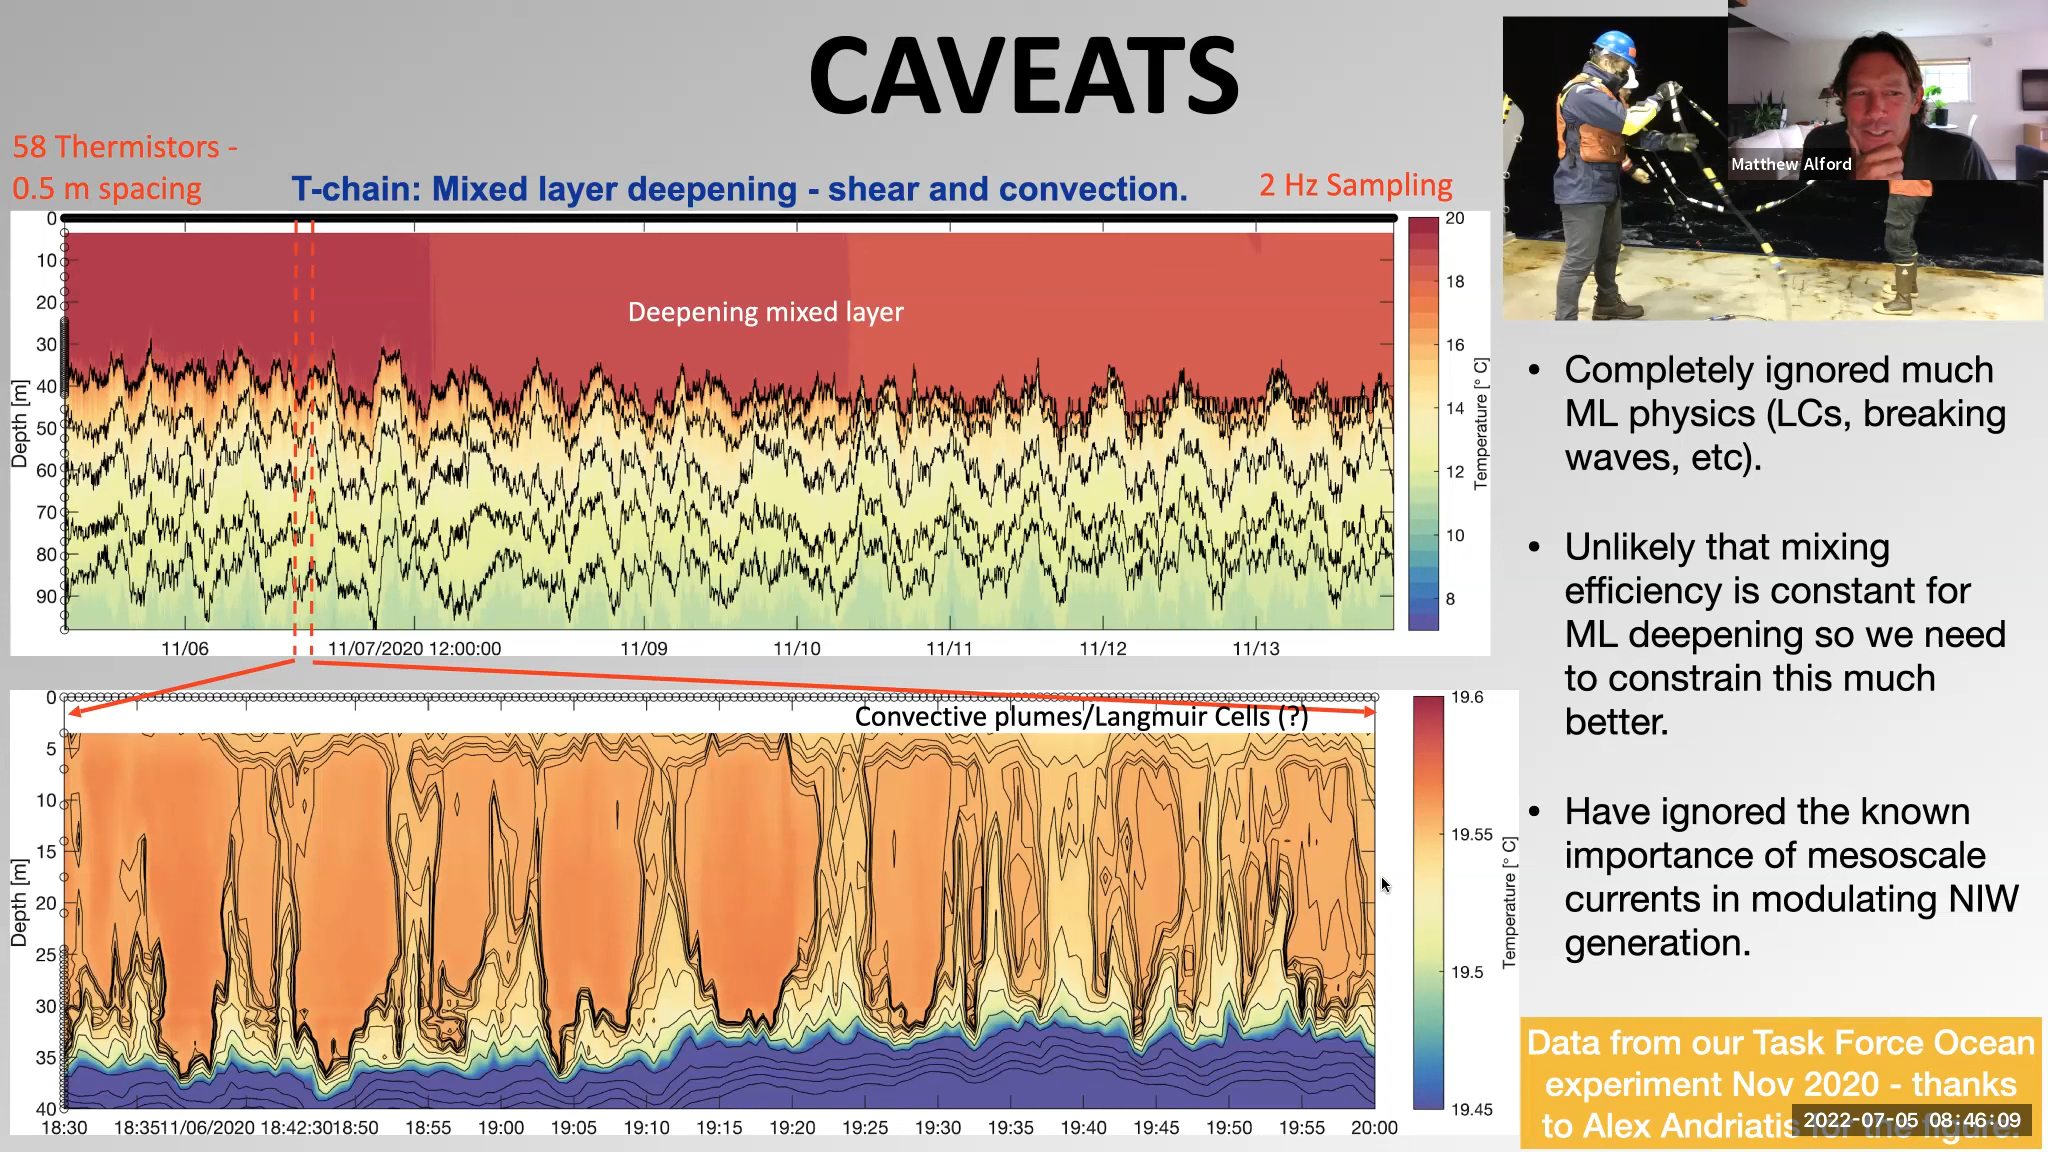 CAVEATS
58 Thermistors -
0.5 m spacing
T-chain: Mixed layer deepening - shear and convection.
2 Hz Sampling
Matthew Alford
Deepening mixed layer
Depth [m]
0
10
20
30
40
50
60
70
80
90
11/06
11/07/2020 12:00:00
11/09
11/10
11/11
11/12
11/13
20
18
16
14
12
10
8
Temperature [° C]
Convective plumes/Langmuir Cells (?)
Depth [m]
0
5
10
15
20
25
30
35
40
18:30
18:35
11/06/2020 18:42:30
18:50
18:55
19:00
19:05
19:10
19:15
19:20
19:25
19:30
19:35
19:40
19:45
19:50
19:55
20:00
19.6
19.55
19.5
19.45
Temperature [° C]
• Completely ignored much
ML physics (LCs, breaking
waves, etc).
• Unlikely that mixing
efficiency is constant for
ML deepening so we need
to constrain this much
better.
• Have ignored the known
importance of mesoscale
currents in modulating NIW
generation.
Data from our Task Force Ocean
experiment Nov 2020 - thanks
to Alex Andriatis for the figure.
2022-07-05 08:46:09